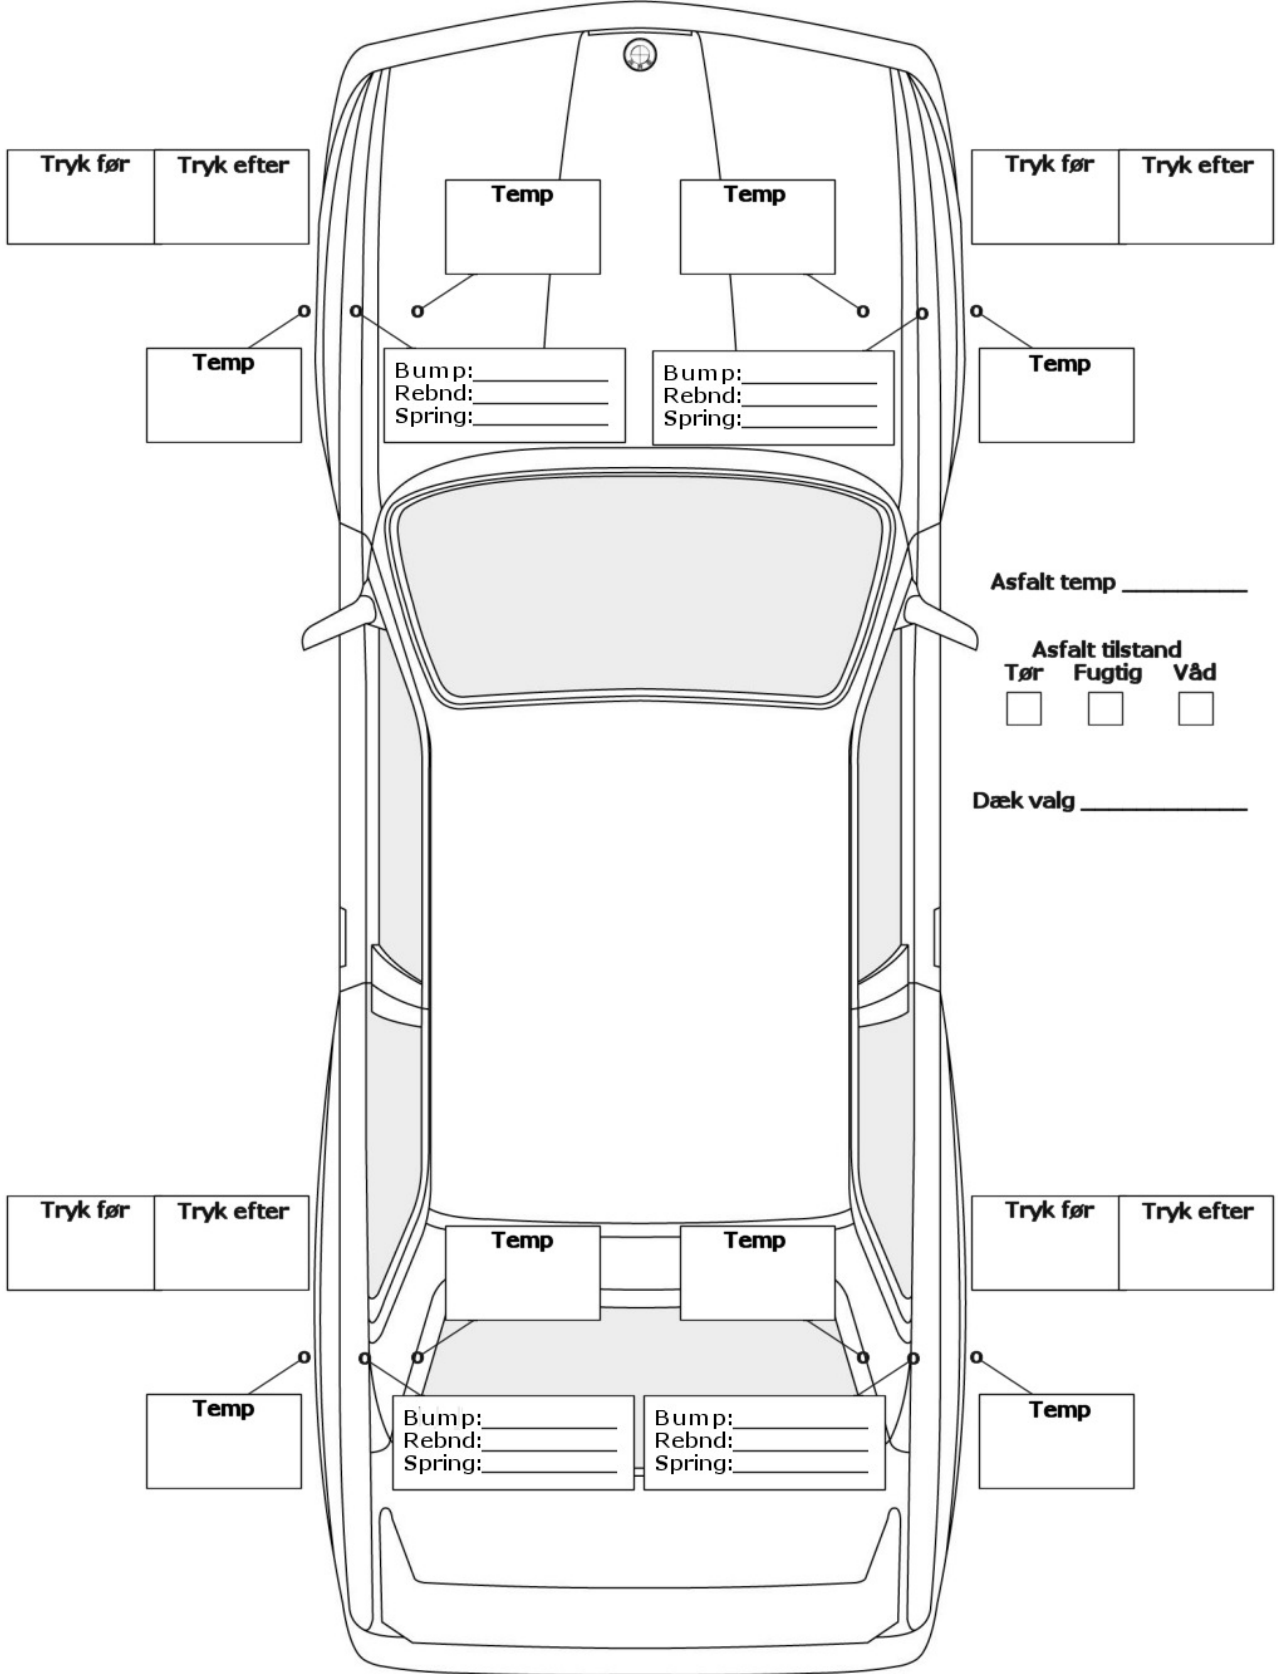 Tryk før Tryk efter
Tryk før Tryk efter
Temp
Temp
Temp
Temp
Bump:
Rebnd:
Spring:
Bump:
Rebnd:
Spring:
Asfalt temp
Asfalt tilstand
Tør Fugtig Våd
Dæk valg
Tryk før Tryk efter
Tryk før Tryk efter
Temp
Temp
Temp
Temp
Bump:
Rebnd:
Spring:
Bump:
Rebnd:
Spring: